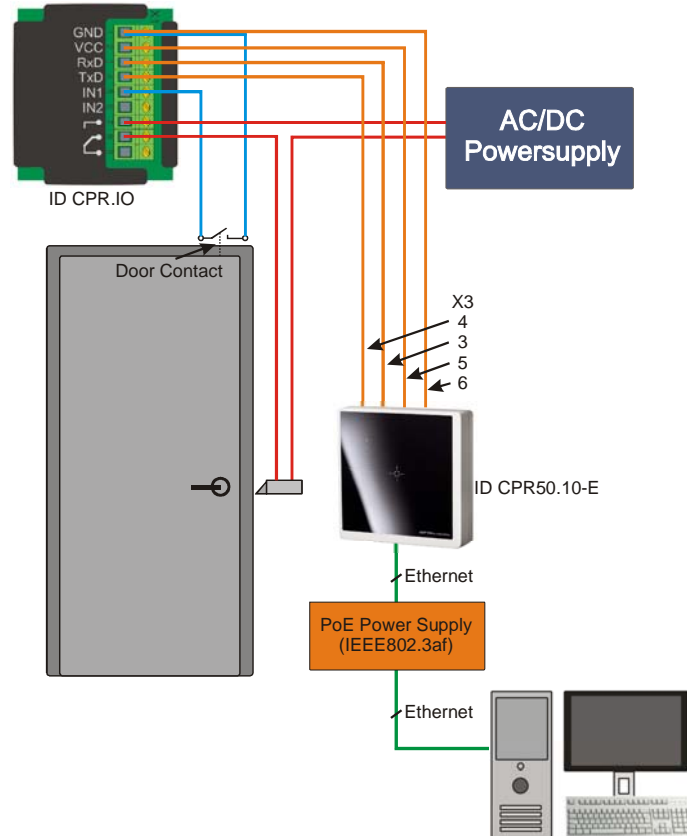 GND
VCC
RxD
TxD
IN1
IN2
ID CPR.IO
AC/DC
Powersupply
Door Contact
X3
4
3
5
6
ID CPR50.10-E
Ethernet
PoE Power Supply
(IEEE802.3af)
Ethernet